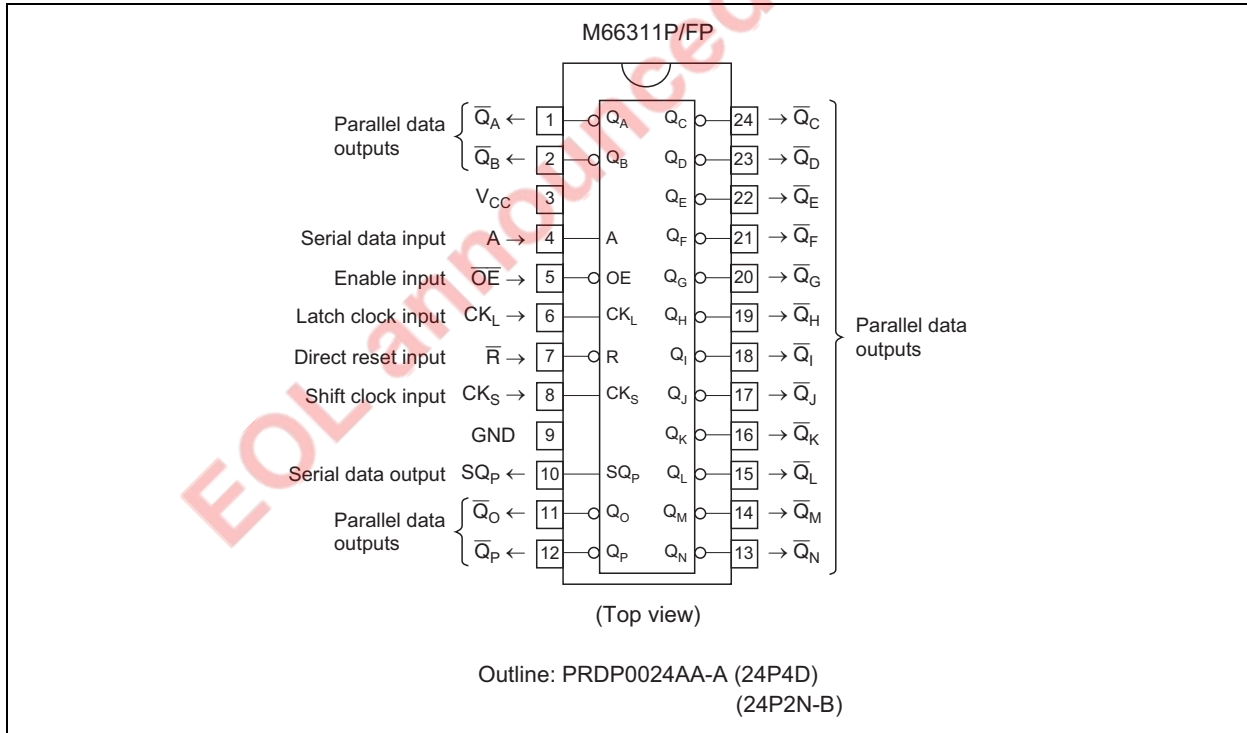 EOL announced
M66311P/FP
Parallel data outputs
Q̅A ← 1 QA QC 24 → Q̅C
Q̅B ← 2 QB QD 23 → Q̅D
VCC 3 QE 22 → Q̅E
Serial data input A → 4 A QF 21 → Q̅F
Enable input O̅E̅ → 5 OE QG 20 → Q̅G
Latch clock input CKL → 6 CKL QH 19 → Q̅H
Parallel data outputs
Direct reset input R̅ → 7 R QI 18 → Q̅I
Shift clock input CKS → 8 CKS QJ 17 → Q̅J
GND 9 QK 16 → Q̅K
Serial data output SQP ← 10 SQP QL 15 → Q̅L
Parallel data outputs
Q̅O ← 11 QO QM 14 → Q̅M
Q̅P ← 12 QP QN 13 → Q̅N
(Top view)
Outline: PRDP0024AA-A (24P4D)
(24P2N-B)